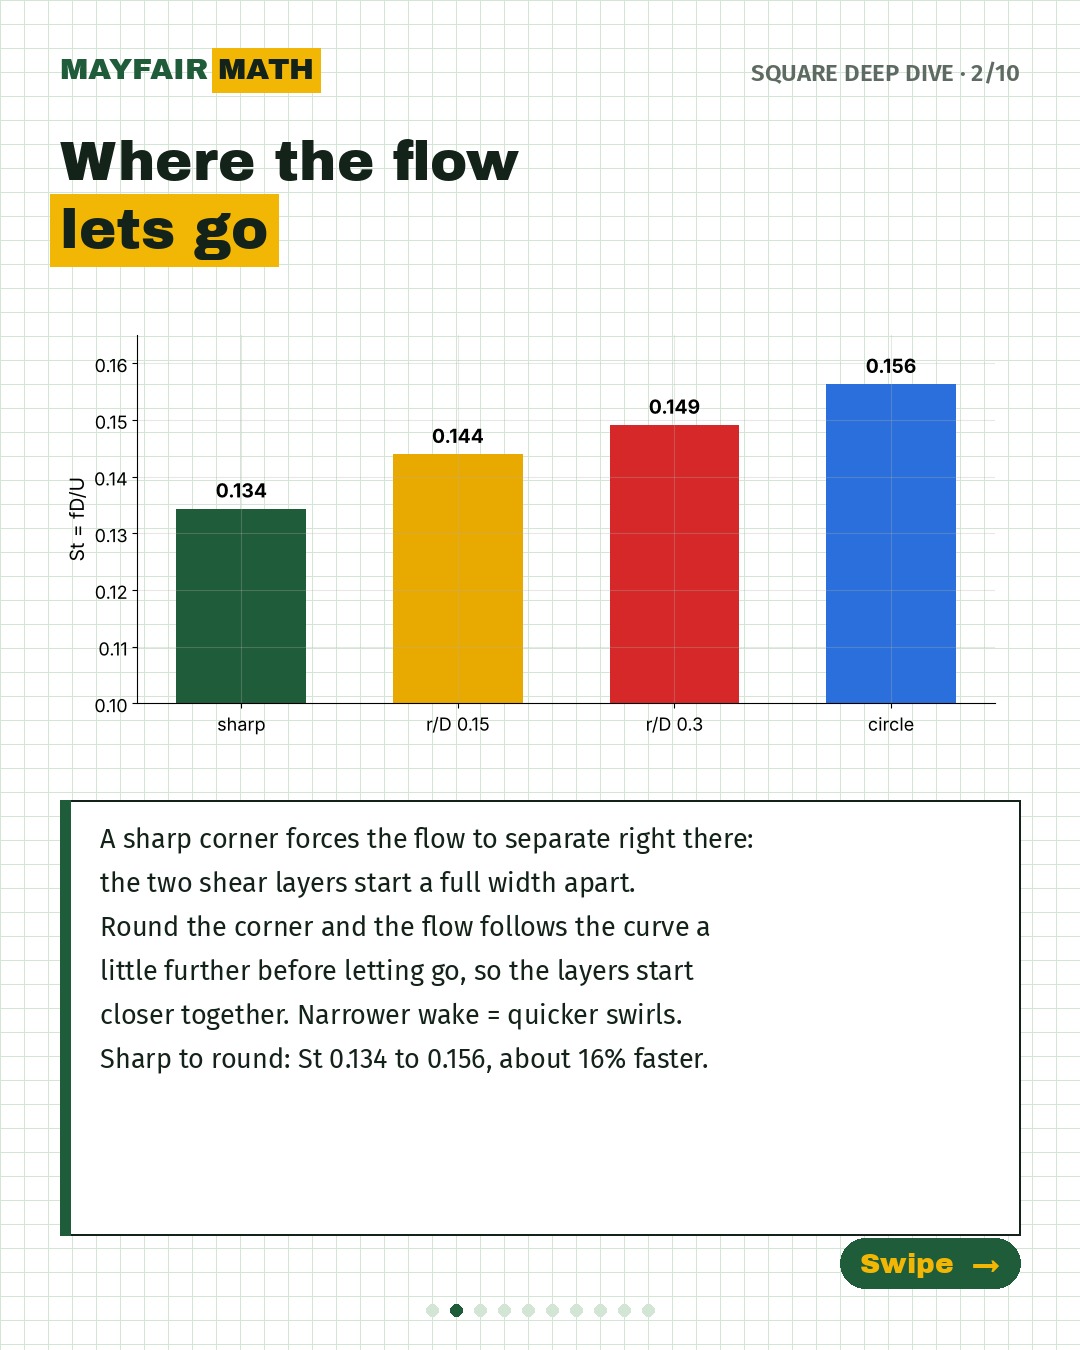 MAYFAIR MATH
SQUARE DEEP DIVE · 2/10
Where the flow
lets go
0.16
0.15
0.14
0.13
0.12
0.11
0.10
St = fD/U
0.134
0.144
0.149
0.156
sharp
r/D 0.15
r/D 0.3
circle
A sharp corner forces the flow to separate right there:
the two shear layers start a full width apart.
Round the corner and the flow follows the curve a
little further before letting go, so the layers start
closer together. Narrower wake = quicker swirls.
Sharp to round: St 0.134 to 0.156, about 16% faster.
Swipe →